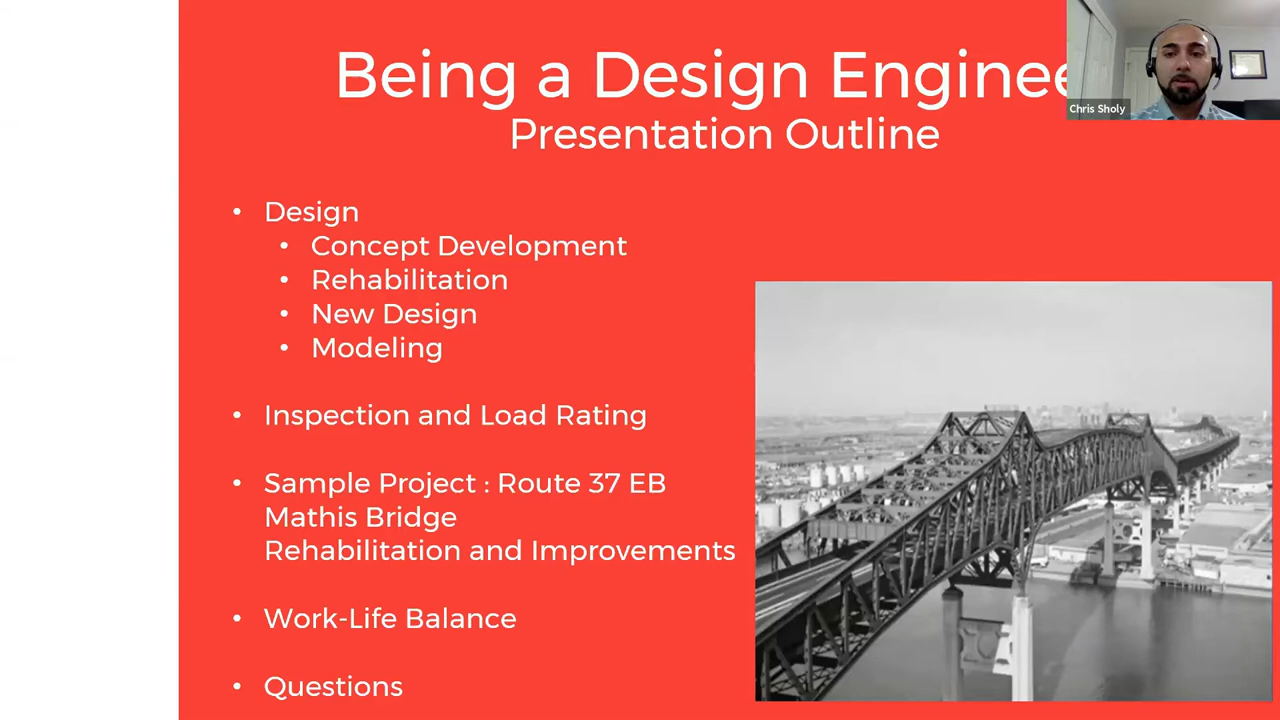 Being a Design Enginee
Chris Sholy
Presentation Outline
• Design
• Concept Development
• Rehabilitation
• New Design
• Modeling
• Inspection and Load Rating
• Sample Project : Route 37 EB
Mathis Bridge
Rehabilitation and Improvements
• Work-Life Balance
• Questions